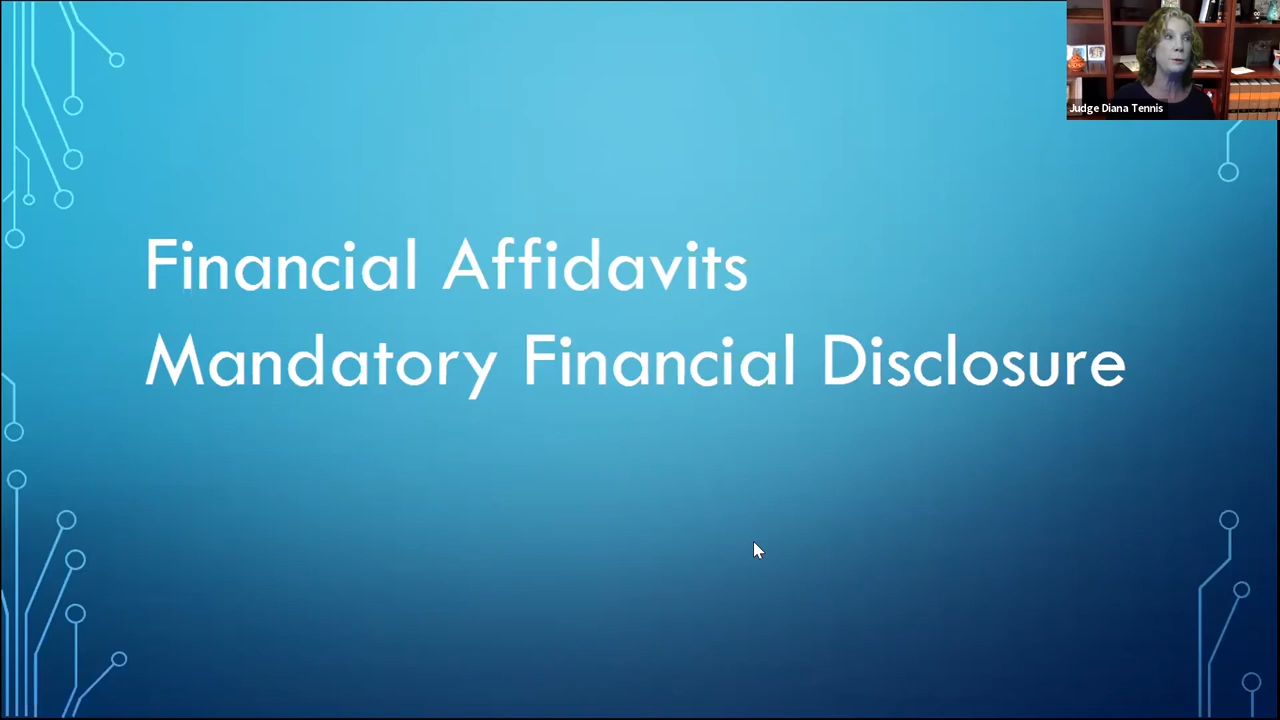 Judge Diana Tennis
Financial Affidavits
Mandatory Financial Disclosure